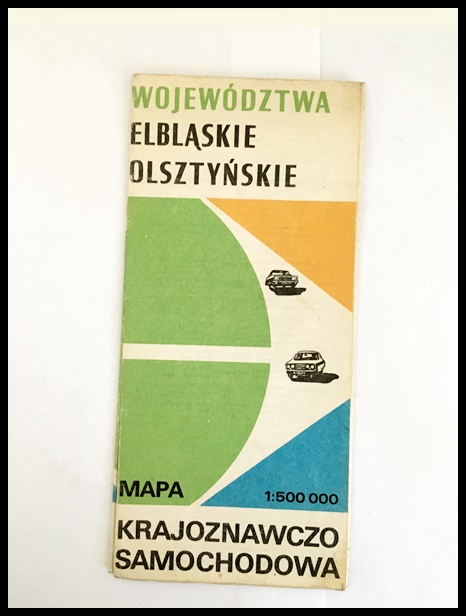 WOJEWÓDZTWA
ELBLĄSKIE
OLSZTYŃSKIE
MAPA 1:500 000
KRAJOZNAWCZO
SAMOCHODOWA